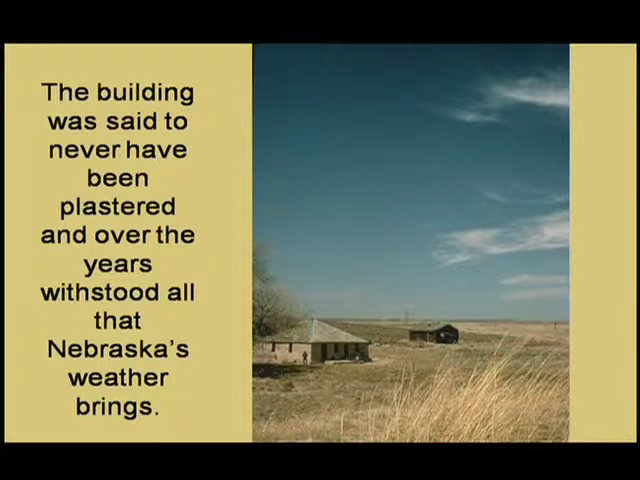 The building
was said to
never have
been
plastered
and over the
years
withstood all
that
Nebraska's
weather
brings.